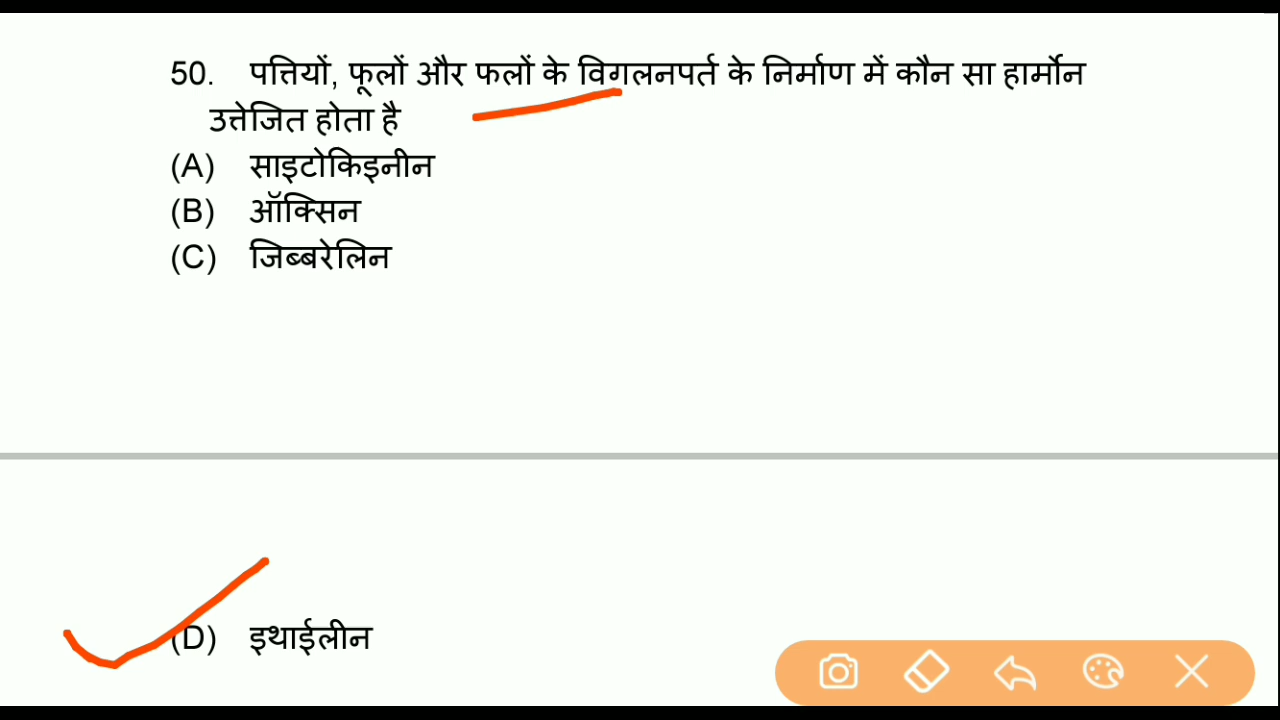 50. पत्तियों, फूलों और फलों के विगलनपर्त के निर्माण में कौन सा हार्मोन
उत्तेजित होता है
(A) साइटोकिइनीन
(B) ऑक्सिन
(C) जिब्बरेलिन
(D) इथाईलीन